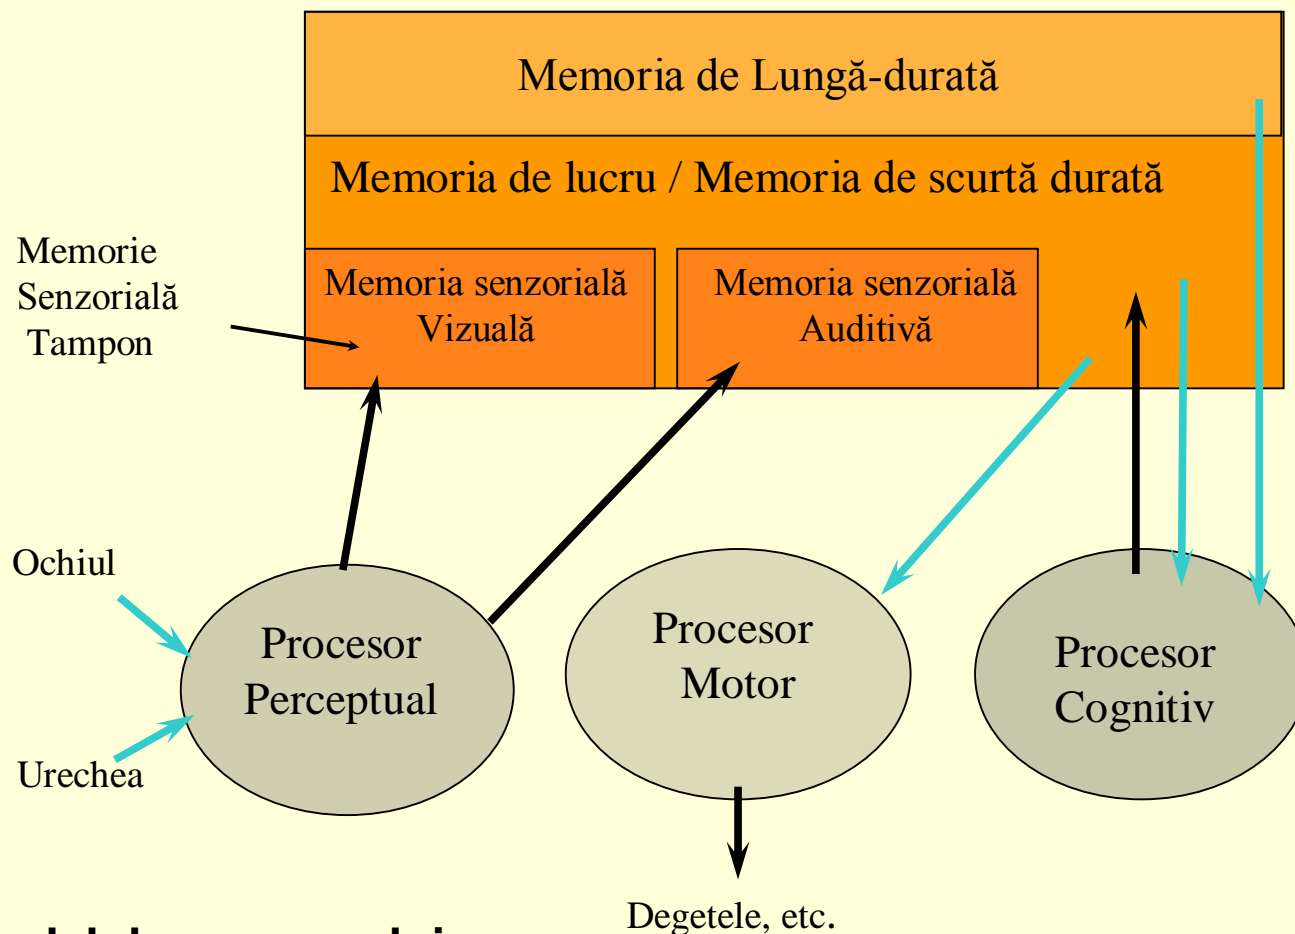 Memoria de Lungă-durată
Memoria de lucru / Memoria de scurtă durată
Memorie
Senzorială
Tampon
Memoria senzorială
Vizuală
Memoria senzorială
Auditivă
Ochiul
Urechea
Procesor
Perceptual
Procesor
Motor
Procesor
Cognitiv
Degetele, etc.